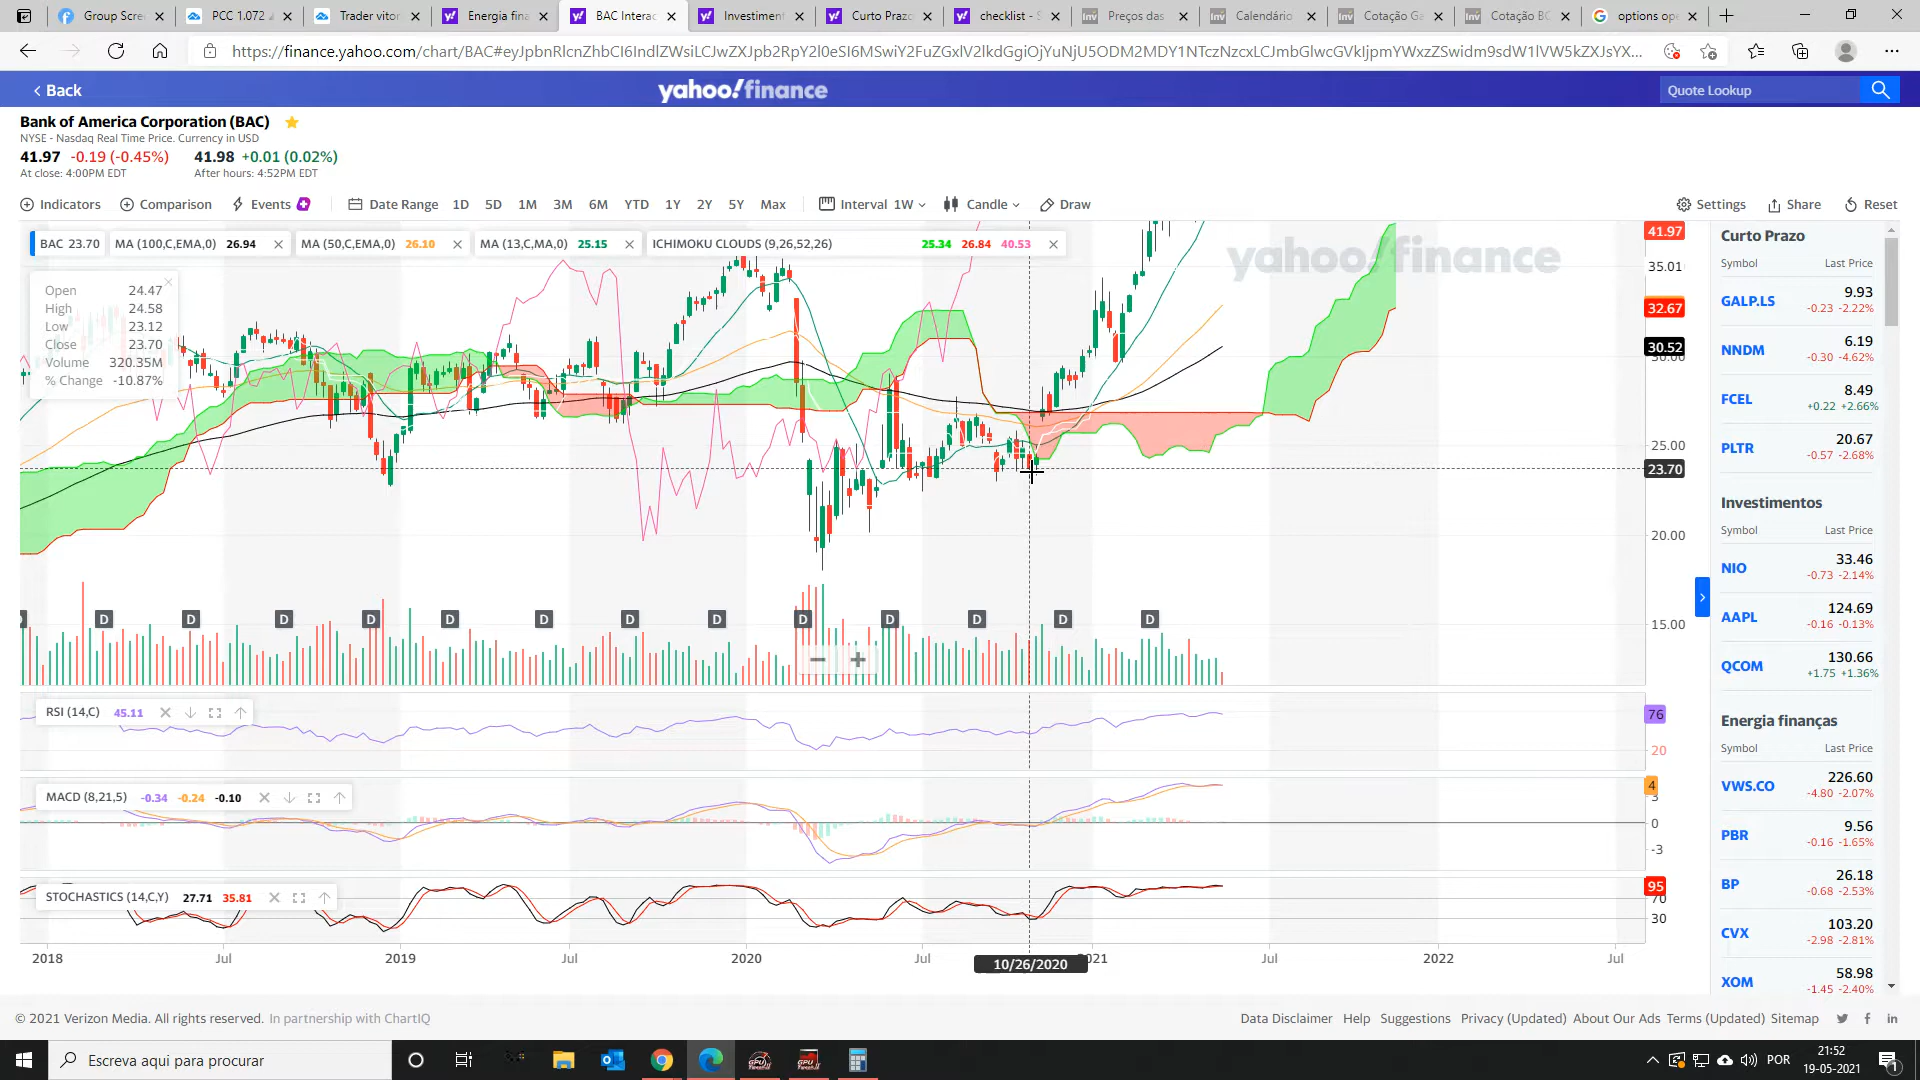 Group Scre
PCC 1.072
Trader vitor
Energia fina
BAC Interac
Investimen
Curto Prazo
checklist - S
Preços das
Calendário
Cotação Ga
Cotação BC
options ope
https://finance.yahoo.com/chart/BAC#eyJpbnRlcnZhbCI6IndlZWsiLCJwZXJpb2RpY2l0eSI6MSwiY2FuZGxlV2lkdGgiOjYuNjU5ODM2MDY1NTczNzcxLCJmbGlwcGVkIjpmYWxzZSwidm9sdW1lVW5kZXJsYX...
Back
yahoo!finance
Quote Lookup
Bank of America Corporation (BAC)
NYSE - Nasdaq Real Time Price. Currency in USD
41.97 -0.19 (-0.45%) 41.98 +0.01 (0.02%)
At close: 4:00PM EDT After hours: 4:52PM EDT
Indicators Comparison Events Date Range 1D 5D 1M 3M 6M YTD 1Y 2Y 5Y Max Interval 1W Candle Draw Settings Share Reset
BAC 23.70 MA (100,C,EMA,0) 26.94 MA (50,C,EMA,0) 26.10 MA (13,C,MA,0) 25.15 ICHIMOKU CLOUDS (9,26,52,26) 25.34 26.84 40.53
yahoo!finance
Open 24.47
High 24.58
Low 23.12
Close 23.70
Volume 320.35M
% Change -10.87%
41.97
35.01
32.67
30.52
30.00
25.00
23.70
20.00
15.00
D D D D D D D D D D D D D D
RSI (14,C) 45.11
76
20
MACD (8,21,5) -0.34 -0.24 -0.10
4
3
0
-3
STOCHASTICS (14,C,Y) 27.71 35.81
95
70
30
2018 Jul 2019 Jul 2020 Jul 10/26/2020 2021 Jul 2022 Jul
Curto Prazo
Symbol Last Price
GALP.LS 9.93
-0.23 -2.22%
NNDM 6.19
-0.30 -4.62%
FCEL 8.49
+0.22 +2.66%
PLTR 20.67
-0.57 -2.68%
Investimentos
Symbol Last Price
NIO 33.46
-0.73 -2.14%
AAPL 124.69
-0.16 -0.13%
QCOM 130.66
+1.75 +1.36%
Energia finanças
Symbol Last Price
VWS.CO 226.60
-4.80 -2.07%
PBR 9.56
-0.16 -1.65%
BP 26.18
-0.68 -2.53%
CVX 103.20
-2.98 -2.81%
XOM 58.98
-1.45 -2.40%
© 2021 Verizon Media. All rights reserved. In partnership with ChartIQ
Data Disclaimer Help Suggestions Privacy (Updated) About Our Ads Terms (Updated) Sitemap
Escreva aqui para procurar
POR
21:52
19-05-2021
1